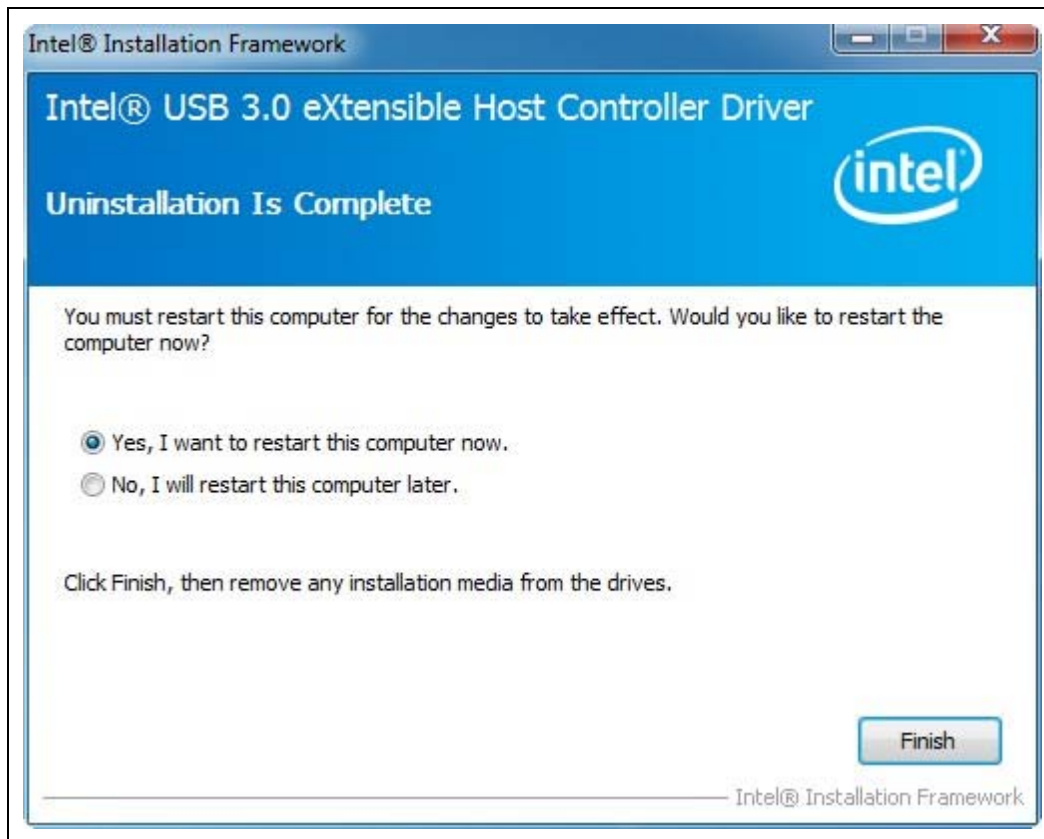 Intel® Installation Framework
Intel® USB 3.0 eXtensible Host Controller Driver
intel
Uninstallation Is Complete
You must restart this computer for the changes to take effect. Would you like to restart the
computer now?
Yes, I want to restart this computer now.
No, I will restart this computer later.
Click Finish, then remove any installation media from the drives.
Finish
Intel® Installation Framework